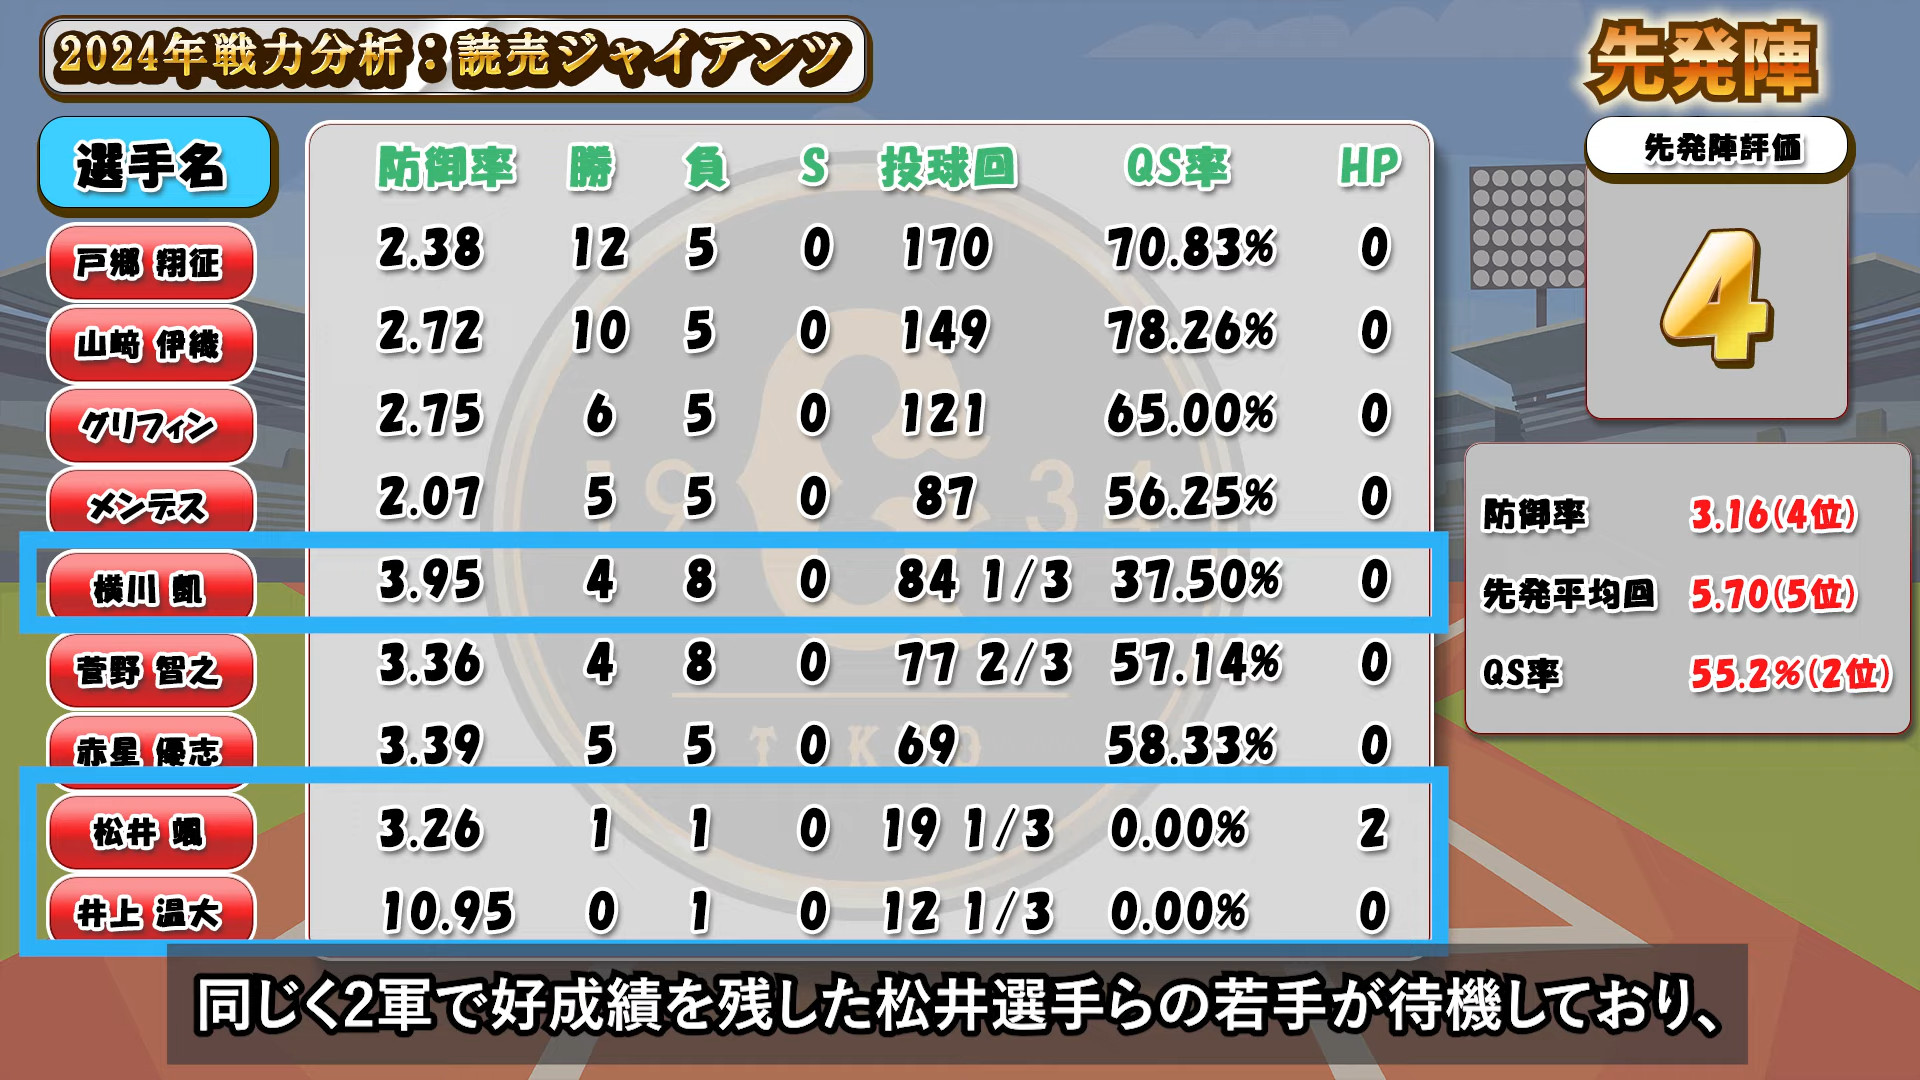 2024年戦力分析：読売ジャイアンツ
先発陣
選手名 防御率 勝 負 S 投球回 QS率 HP
戸郷 翔征 2.38 12 5 0 170 70.83% 0
山﨑 伊織 2.72 10 5 0 149 78.26% 0
グリフィン 2.75 6 5 0 121 65.00% 0
メンデス 2.07 5 5 0 87 56.25% 0
横川 凱 3.95 4 8 0 84 1/3 37.50% 0
菅野 智之 3.36 4 8 0 77 2/3 57.14% 0
赤星 優志 3.39 5 5 0 69 58.33% 0
松井 颯 3.26 1 1 0 19 1/3 0.00% 2
井上 温大 10.95 0 1 0 12 1/3 0.00% 0
先発陣評価
4
防御率 3.16(4位)
先発平均回 5.70(5位)
QS率 55.2%(2位)
1934
TOKYO
同じく2軍で好成績を残した松井選手らの若手が待機しており、